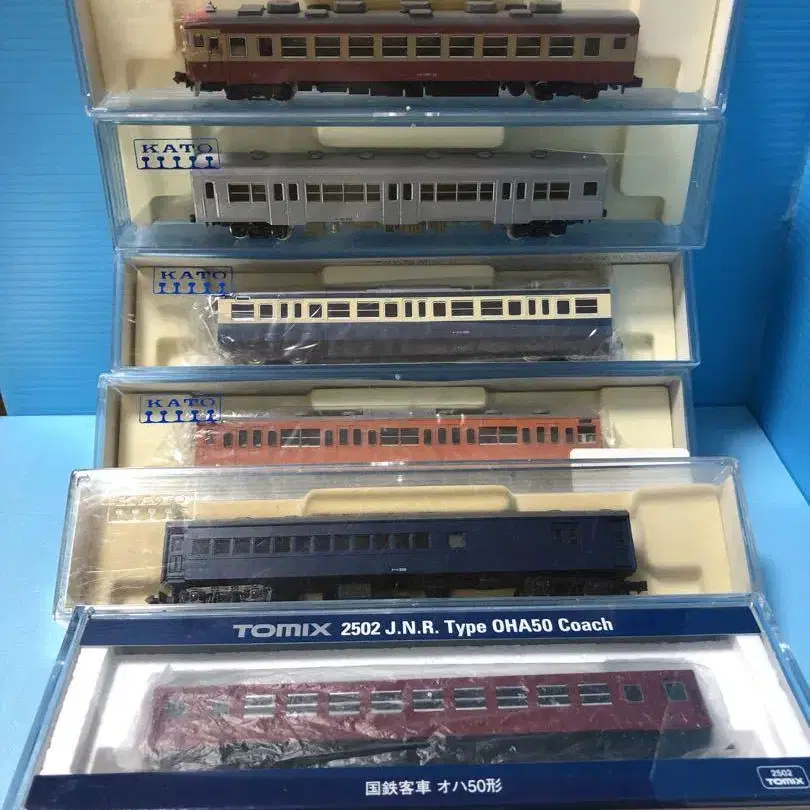 KATO
KATO
KATO
KATO
TOMIX 2502 J.N.R. Type OHA50 Coach
国鉄客車 オハ50形
2502
TOMIX